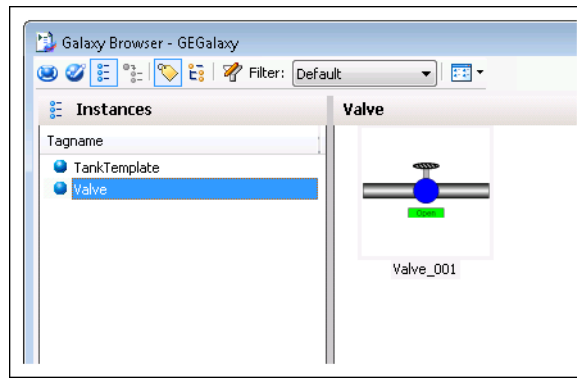 Galaxy Browser - GEGalaxy
Filter: Default
Instances
Valve
Tagname
TankTemplate
Valve
Open
Valve_001